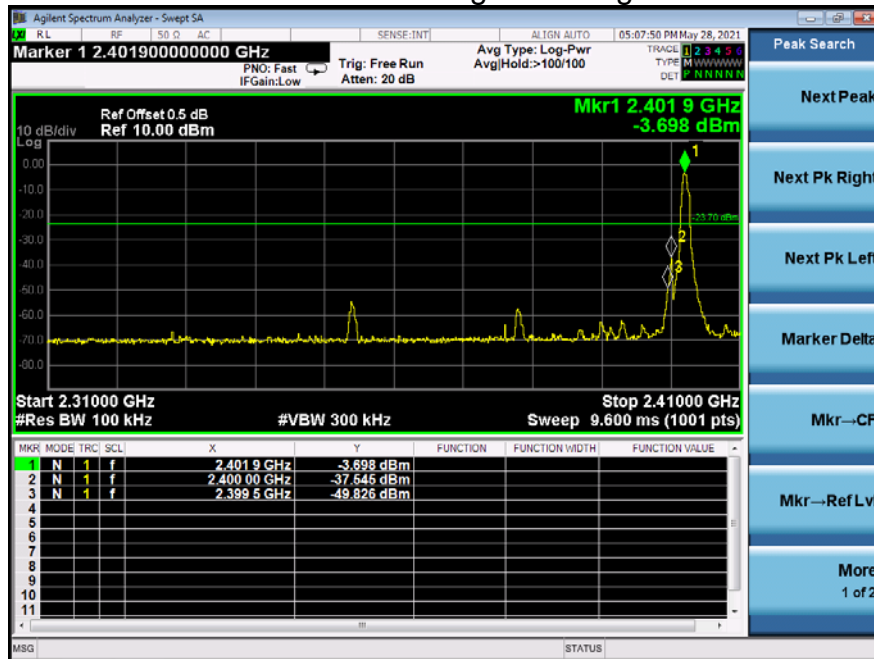 Agilent Spectrum Analyzer - Swept SA
LXI RL RF 50 Ω AC SENSE:INT ALIGN AUTO 05:07:50 PM May 28, 2021
Marker 1 2.401900000000 GHz
PNO: Fast
IFGain:Low
Trig: Free Run
Atten: 20 dB
Avg Type: Log-Pwr
Avg|Hold:>100/100
TRACE 1 2 3 4 5 6
TYPE M WWWWW
DET P N N N N N
Peak Search
Next Peak
Next Pk Right
Next Pk Left
Marker Delta
Mkr→CF
Mkr→Ref Lv
More
1 of 2
Mkr1 2.401 9 GHz
-3.698 dBm
Ref Offset 0.5 dB
10 dB/div Ref 10.00 dBm
Log
0.00
-10.0
-20.0
-30.0
-40.0
-50.0
-60.0
-70.0
-80.0
1
-23.70 dBm
2
3
Start 2.31000 GHz Stop 2.41000 GHz
#Res BW 100 kHz #VBW 300 kHz Sweep 9.600 ms (1001 pts)
MKR MODE TRC SCL X Y FUNCTION FUNCTION WIDTH FUNCTION VALUE
1 N 1 f 2.401 9 GHz -3.698 dBm
2 N 1 f 2.400 00 GHz -37.545 dBm
3 N 1 f 2.399 5 GHz -49.826 dBm
4
5
6
7
8
9
10
11
MSG STATUS